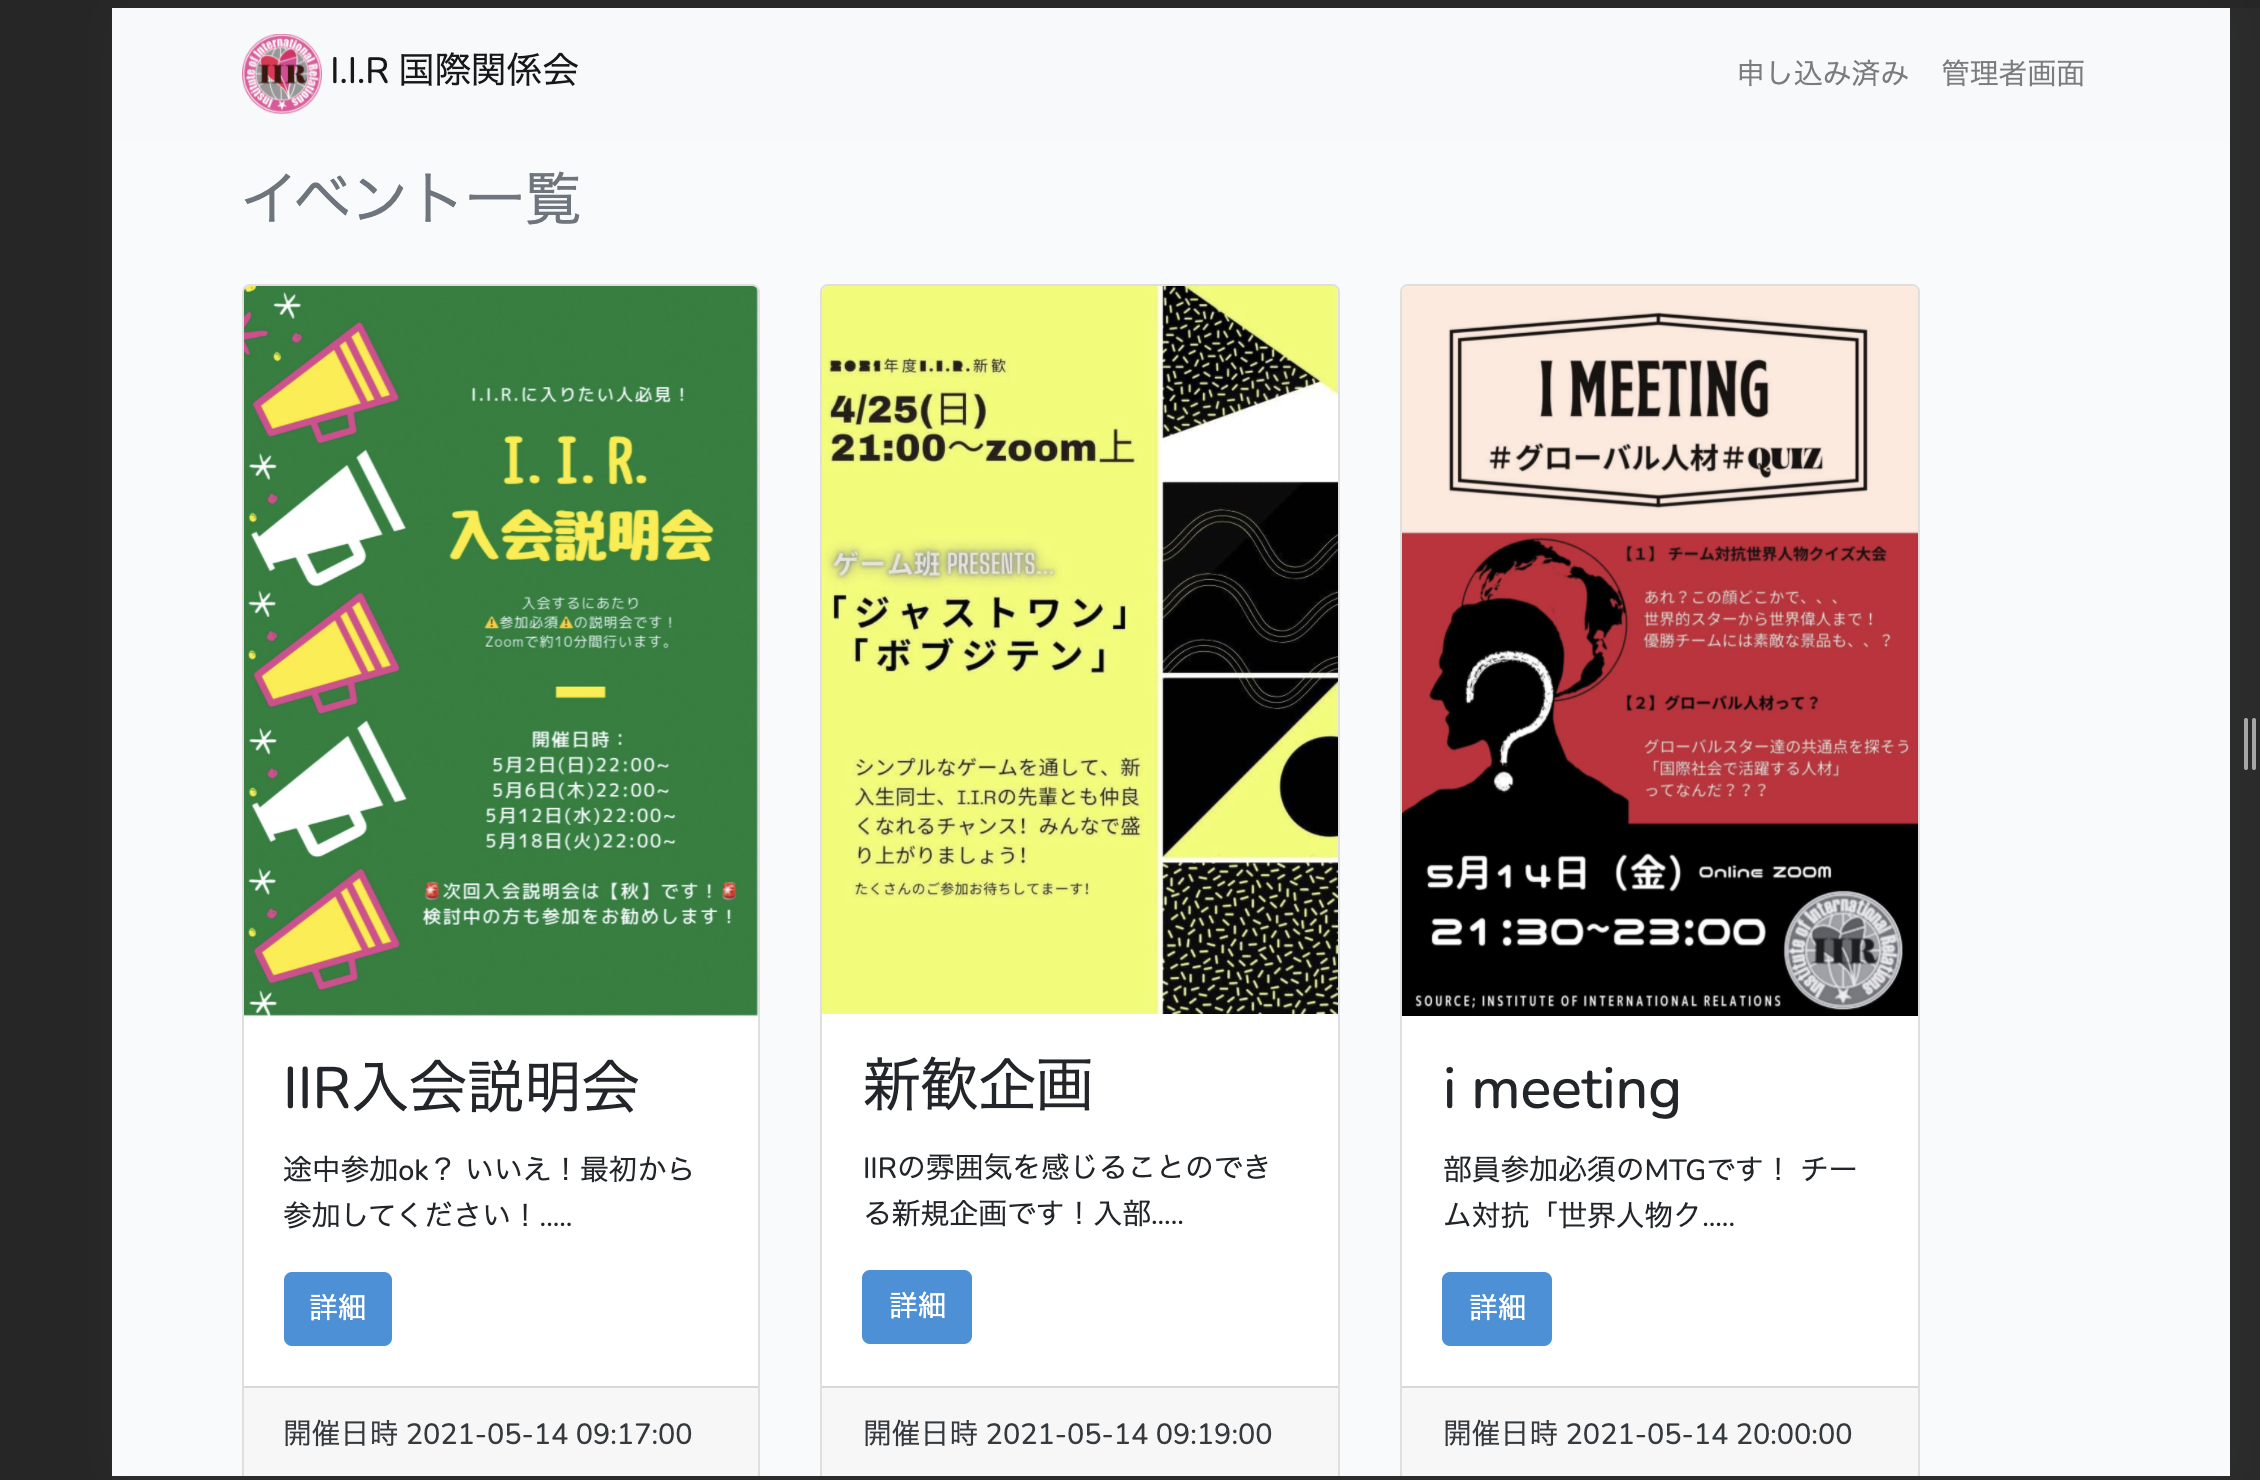 I.I.R 国際関係会
申し込み済み 管理者画面
イベント一覧
I.I.R.に入りたい人必見！
I. I. R.
入会説明会
入会するにあたり
⚠参加必須⚠の説明会です！
Zoomで約10分間行います。
開催日時：
5月2日(日)22:00~
5月6日(木)22:00~
5月12日(水)22:00~
5月18日(火)22:00~
🚨次回入会説明会は【秋】です！🚨
検討中の方も参加をお勧めします！
IIR入会説明会
途中参加ok？ いいえ！最初から
参加してください！.....
詳細
開催日時 2021-05-14 09:17:00
2021年度I.I.R.新歓
4/25(日)
21:00〜zoom上
ゲーム班 PRESENTS...
「ジャストワン」
「ボブジテン」
シンプルなゲームを通して、新
入生同士、I.I.Rの先輩とも仲良
くなれるチャンス！みんなで盛
り上がりましょう！
たくさんのご参加お待ちしてまーす！
新歓企画
IIRの雰囲気を感じることのでき
る新規企画です！入部.....
詳細
開催日時 2021-05-14 09:19:00
I MEETING
#グローバル人材#QUIZ
【1】 チーム対抗世界人物クイズ大会
あれ？この顔どこかで、、、
世界的スターから世界偉人まで！
優勝チームには素敵な景品も、、？
【2】グローバル人材って？
グローバルスター達の共通点を探そう
「国際社会で活躍する人材」
ってなんだ？？？
5月14日（金）Online ZOOM
21:30~23:00
Institute of International Relations
IIR
SOURCE; INSTITUTE OF INTERNATIONAL RELATIONS
i meeting
部員参加必須のMTGです！ チー
ム対抗「世界人物ク.....
詳細
開催日時 2021-05-14 20:00:00